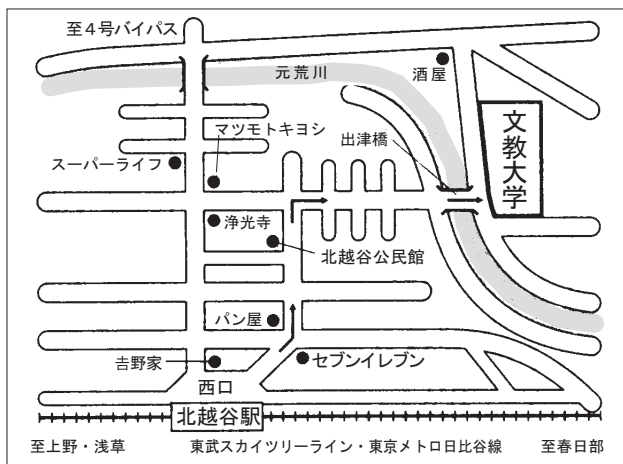 至４号バイパス
元荒川
酒屋
マツモトキヨシ
出津橋
文教大学
スーパーライフ
浄光寺
北越谷公民館
パン屋
吉野家
セブンイレブン
西口
北越谷駅
至上野・浅草
東武スカイツリーライン・東京メトロ日比谷線
至春日部